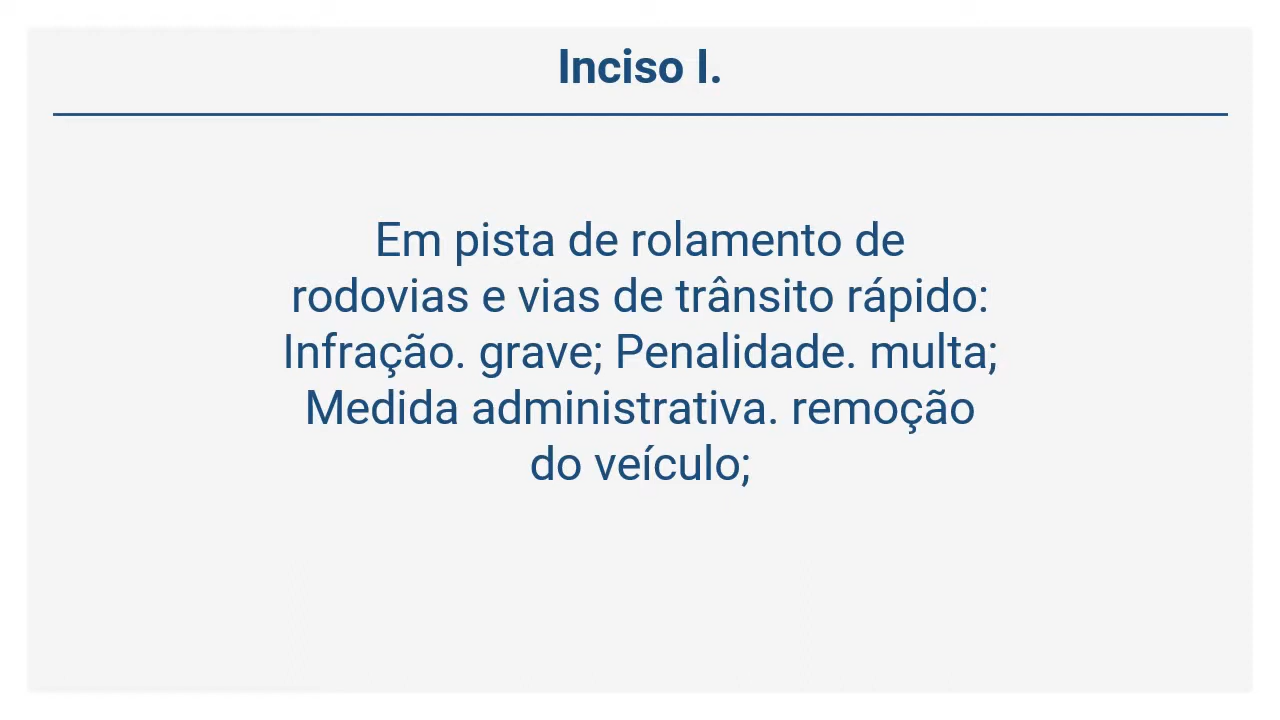 Inciso I.
Em pista de rolamento de
rodovias e vias de trânsito rápido:
Infração. grave; Penalidade. multa;
Medida administrativa. remoção
do veículo;